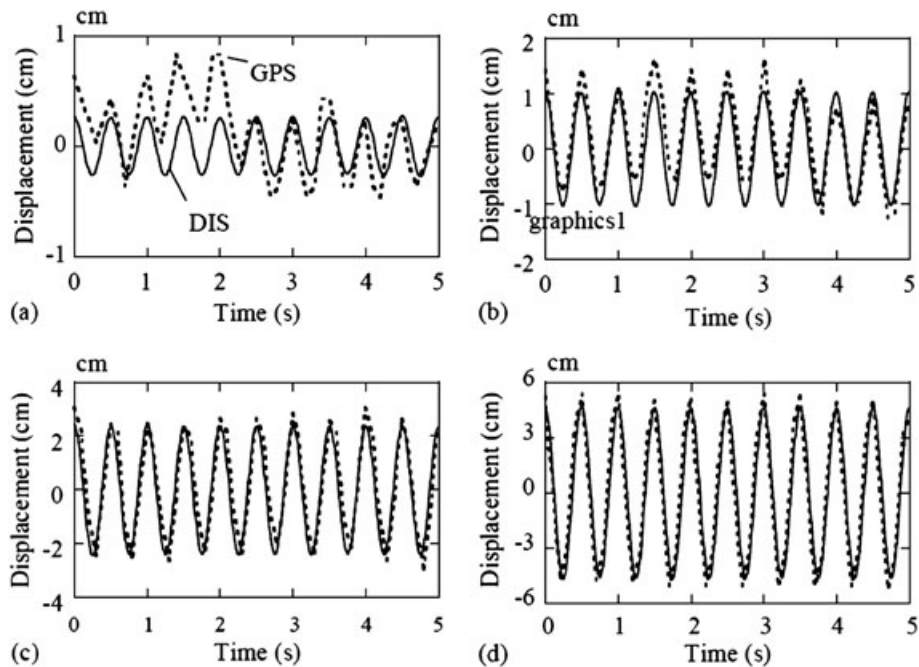 cm
1
0
-1
Displacement (cm)
GPS
DIS
0 1 2 3 4 5
Time (s)
(a)
cm
2
1
0
-1
-2
Displacement (cm)
graphics1
0 1 2 3 4 5
Time (s)
(b)
cm
4
2
0
-2
-4
Displacement (cm)
0 1 2 3 4 5
Time (s)
(c)
cm
6
3
0
-3
-6
Displacement (cm)
0 1 2 3 4 5
Time (s)
(d)